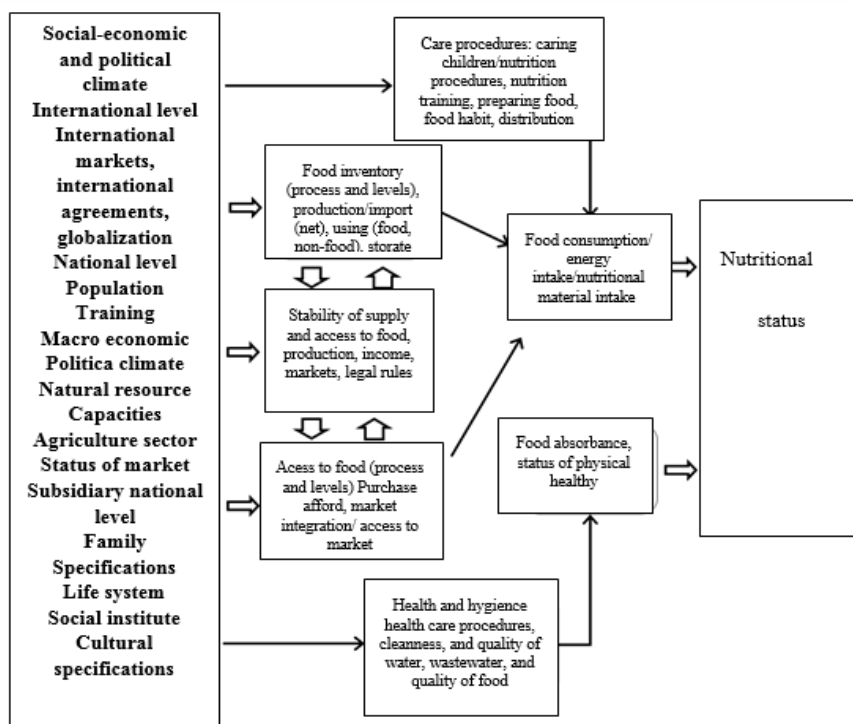 Social-economic
and political
climate
International level
International
markets,
international
agreements,
globalization
National level
Population
Training
Macro economic
Politica climate
Natural resource
Capacities
Agriculture sector
Status of market
Subsidiary national
level
Family
Specifications
Life system
Social institute
Cultural
specifications
Care procedures: caring
children/nutrition
procedures, nutrition
training, preparing food,
food habit, distribution
Food inventory
(process and levels),
production/import
(net), using (food,
non-food), storate
Stability of supply
and access to food,
production, income,
markets, legal rules
Acess to food (process
and levels) Purchase
afford, market
integration/ access to
market
Health and hygience
health care procedures,
cleanness, and quality of
water, wastewater, and
quality of food
Food consumption/
energy
intake/nutritional
material intake
Food absorbance,
status of physical
healthy
Nutritional
status